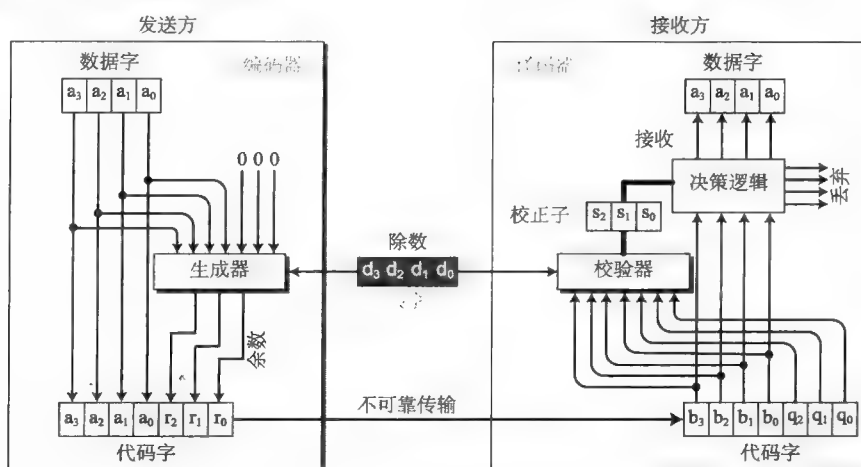 发送方
编码器
数据字
a3 a2 a1 a0
0 0 0
生成器
余数
a3 a2 a1 a0 r2 r1 r0
代码字
除数
d3 d2 d1 d0
不可靠传输
接收方
数据字
a3 a2 a1 a0
接收
决策逻辑
丢弃
校正子
s2 s1 s0
校验器
b3 b2 b1 b0 q2 q1 q0
代码字